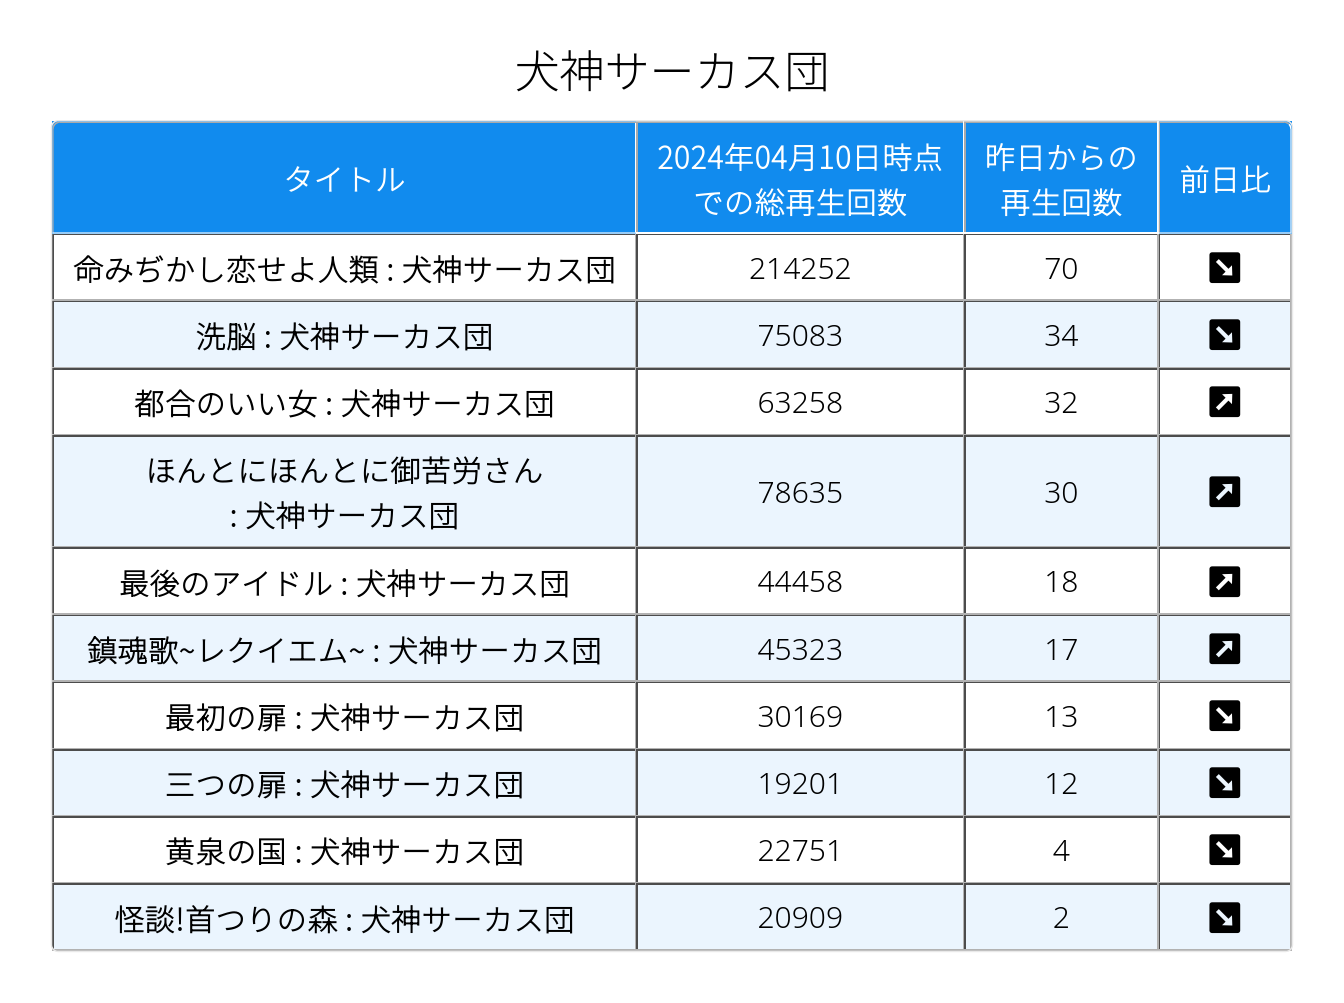 犬神サーカス団
タイトル
2024年04月10日時点
での総再生回数
昨日からの
再生回数
前日比
命みぢかし恋せよ人類 : 犬神サーカス団 214252 70 ↘
洗脳 : 犬神サーカス団 75083 34 ↘
都合のいい女 : 犬神サーカス団 63258 32 ↗
ほんとにほんとに御苦労さん
: 犬神サーカス団 78635 30 ↗
最後のアイドル : 犬神サーカス団 44458 18 ↗
鎮魂歌~レクイエム~ : 犬神サーカス団 45323 17 ↗
最初の扉 : 犬神サーカス団 30169 13 ↘
三つの扉 : 犬神サーカス団 19201 12 ↘
黄泉の国 : 犬神サーカス団 22751 4 ↘
怪談!首つりの森 : 犬神サーカス団 20909 2 ↘